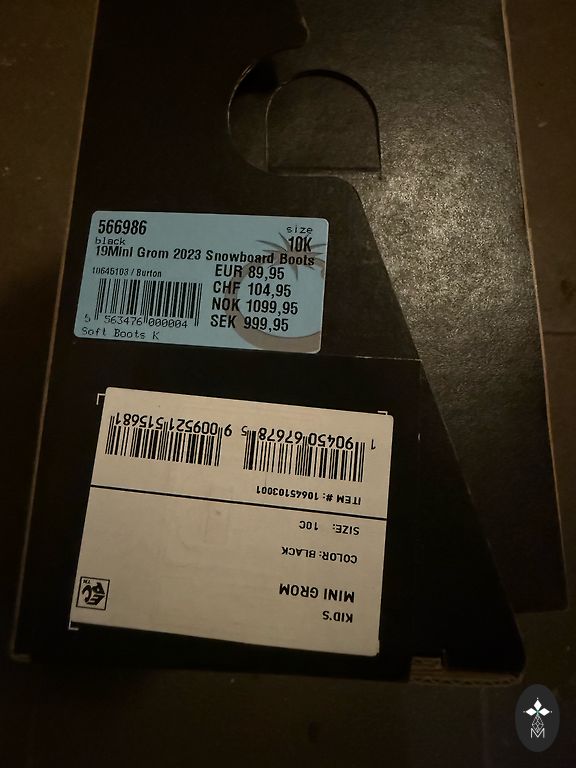 566986
size
black
10K
19Mini Grom 2023 Snowboard Boots
10645103 / Burton
EUR 89,95
CHF 104,95
NOK 1099,95
SEK 999,95
5 563476 000004
Soft Boots K
KID'S
MINI GROM
COLOR: BLACK
SIZE: 10C
ITEM #: 10645103001
1 90450 67678 5
9 009521 515681
M